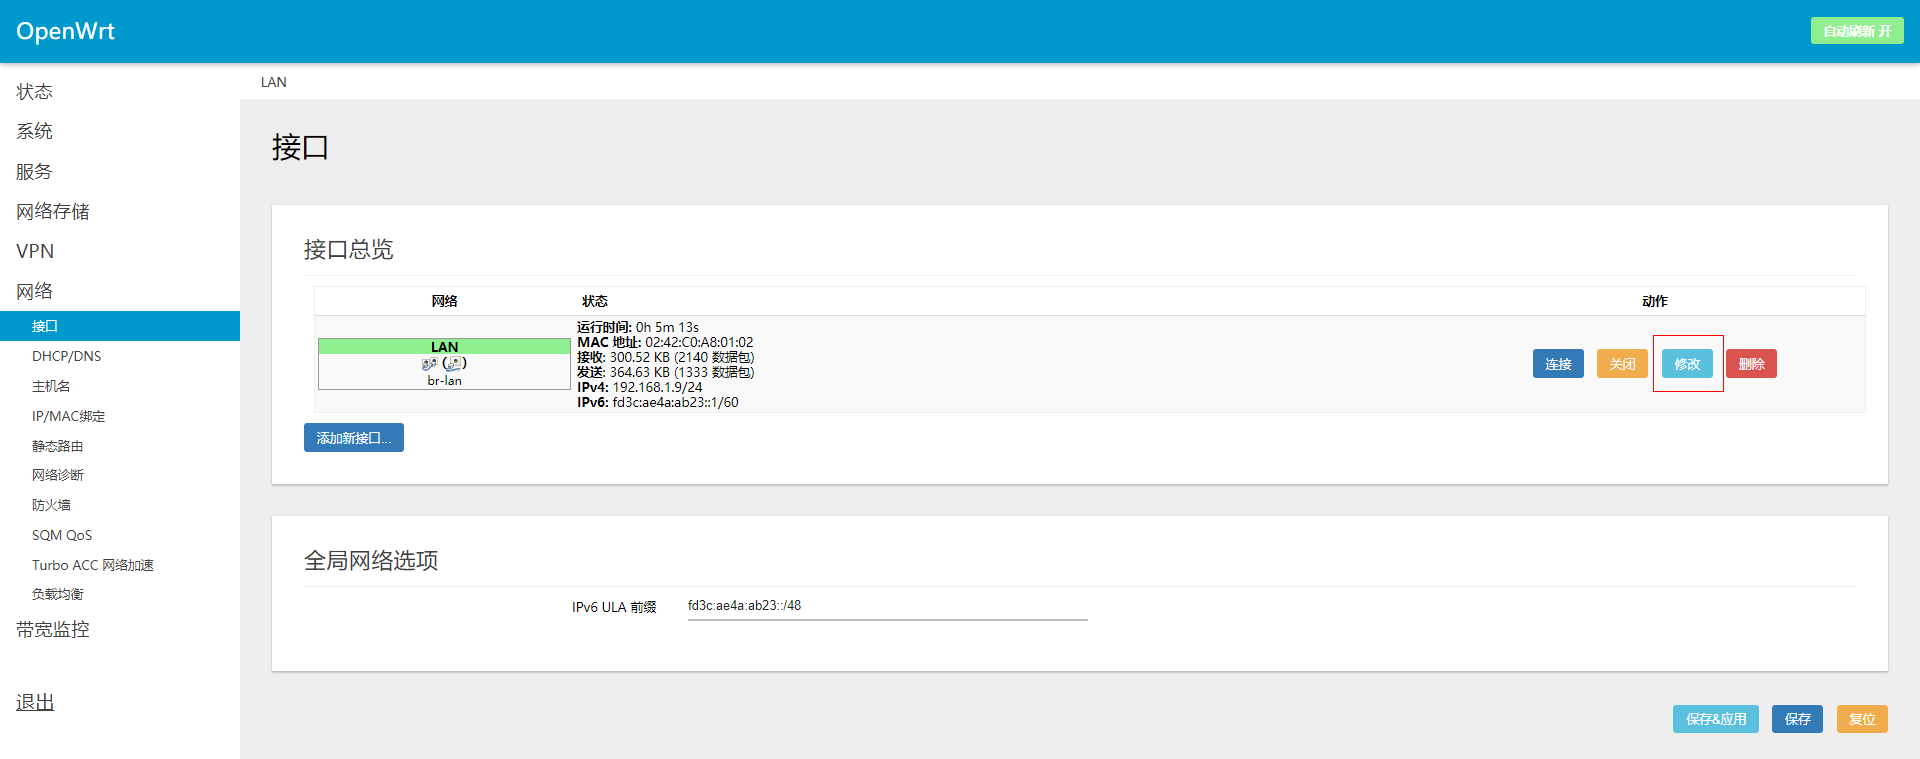 OpenWrt
自动刷新 开
状态
系统
服务
网络存储
VPN
网络
接口
DHCP/DNS
主机名
IP/MAC绑定
静态路由
网络诊断
防火墙
SQM QoS
Turbo ACC 网络加速
负载均衡
带宽监控
退出
LAN
接口
接口总览
网络 状态 动作
LAN
( )
br-lan
运行时间: 0h 5m 13s
MAC 地址: 02:42:C0:A8:01:02
接收: 300.52 KB (2140 数据包)
发送: 364.63 KB (1333 数据包)
IPv4: 192.168.1.9/24
IPv6: fd3c:ae4a:ab23::1/60
连接 关闭 修改 删除
添加新接口...
全局网络选项
IPv6 ULA 前缀 fd3c:ae4a:ab23::/48
保存&应用 保存 复位